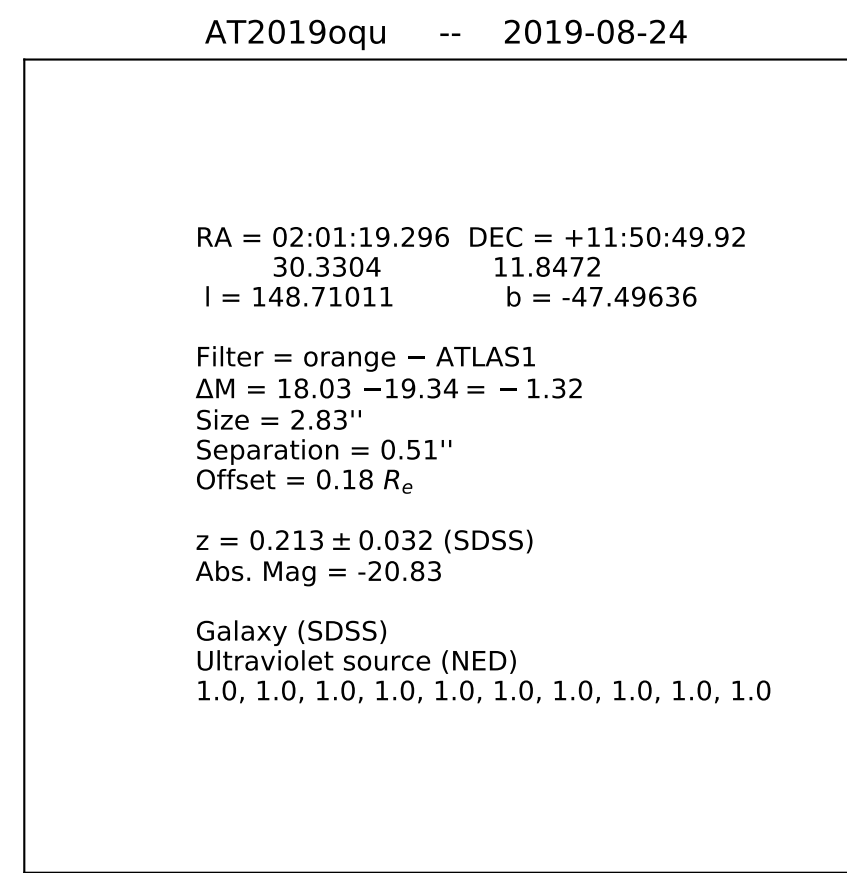 AT2019oqu -- 2019-08-24
RA = 02:01:19.296 DEC = +11:50:49.92
30.3304 11.8472
l = 148.71011 b = -47.49636
Filter = orange − ATLAS1
ΔM = 18.03 −19.34 = − 1.32
Size = 2.83''
Separation = 0.51''
Offset = 0.18 Rₑ
z = 0.213 ± 0.032 (SDSS)
Abs. Mag = -20.83
Galaxy (SDSS)
Ultraviolet source (NED)
1.0, 1.0, 1.0, 1.0, 1.0, 1.0, 1.0, 1.0, 1.0, 1.0